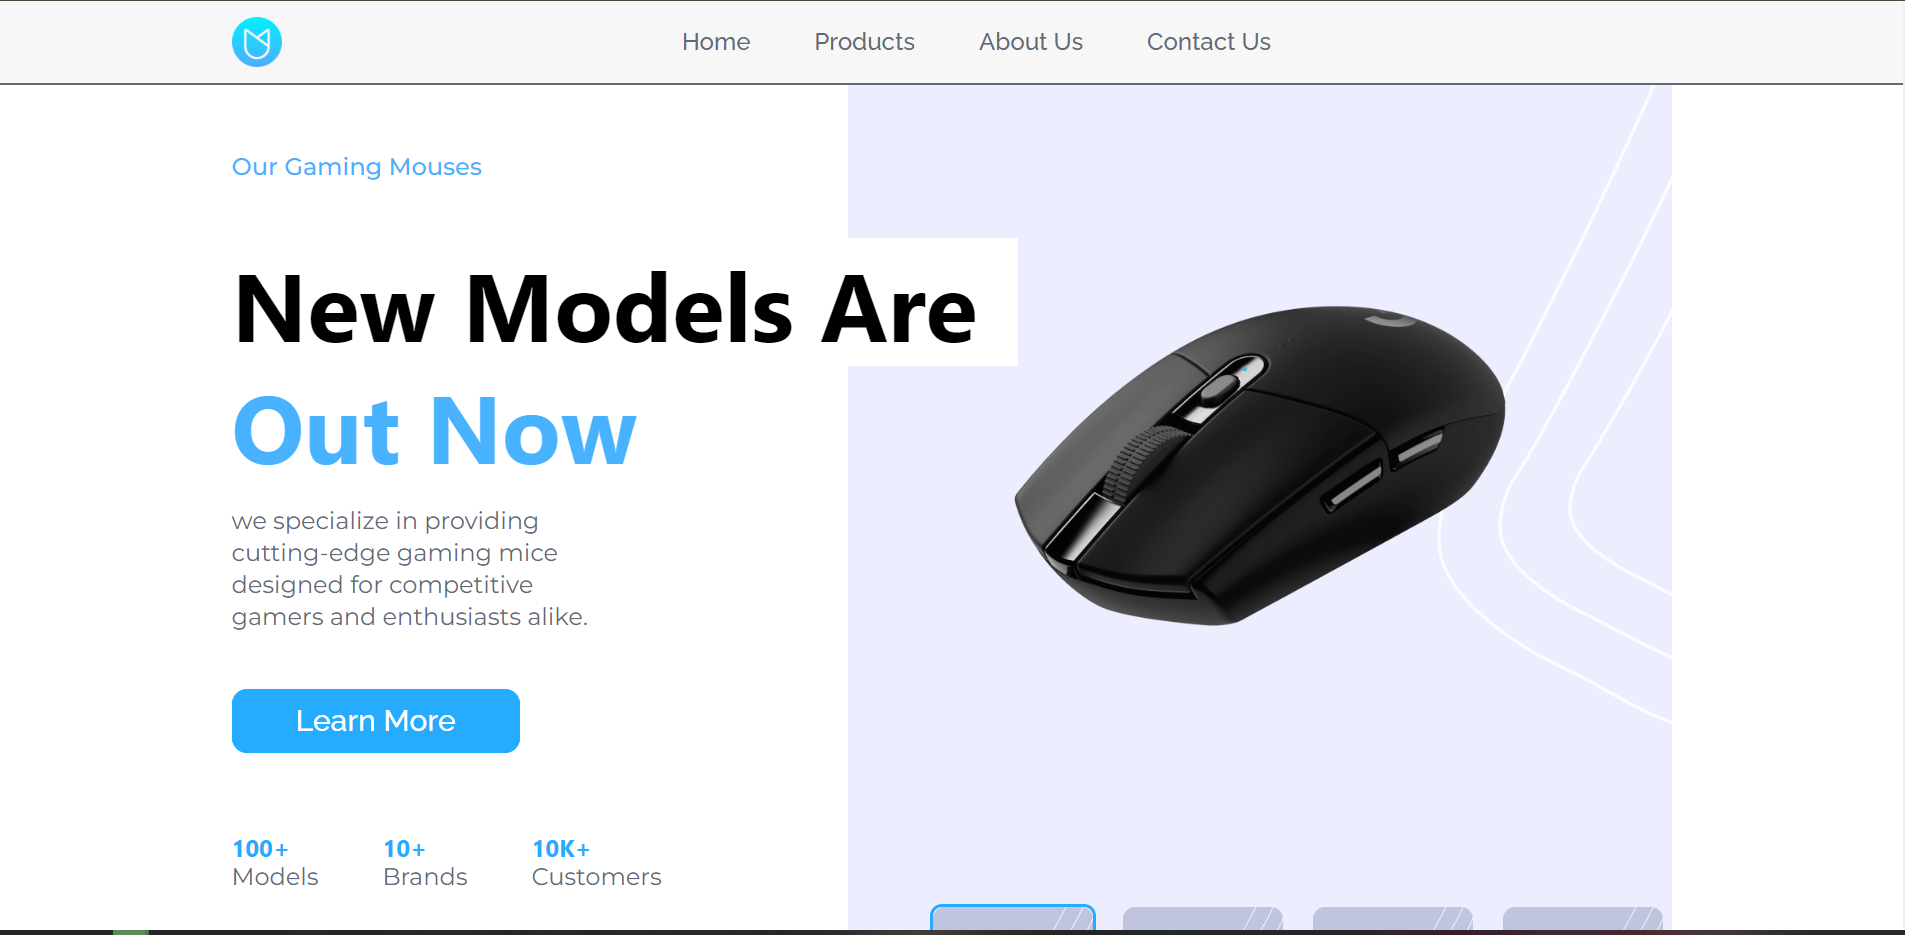 Home
Products
About Us
Contact Us
Our Gaming Mouses
New Models Are
Out Now
we specialize in providing
cutting-edge gaming mice
designed for competitive
gamers and enthusiasts alike.
Learn More
100+
Models
10+
Brands
10K+
Customers